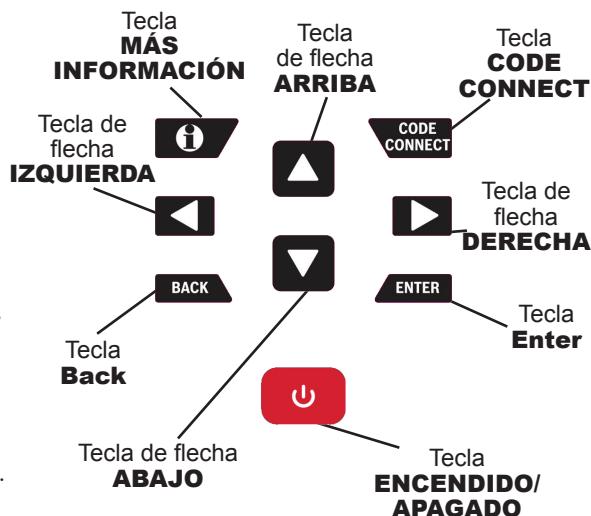 Tecla
MÁS
INFORMACIÓN
Tecla
de flecha
ARRIBA
Tecla
CODE
CONNECT
CODE
CONNECT
Tecla de
flecha
IZQUIERDA
Tecla de
flecha
DERECHA
BACK
ENTER
Tecla
Back
Tecla
Enter
Tecla de flecha
ABAJO
Tecla
ENCENDIDO/
APAGADO